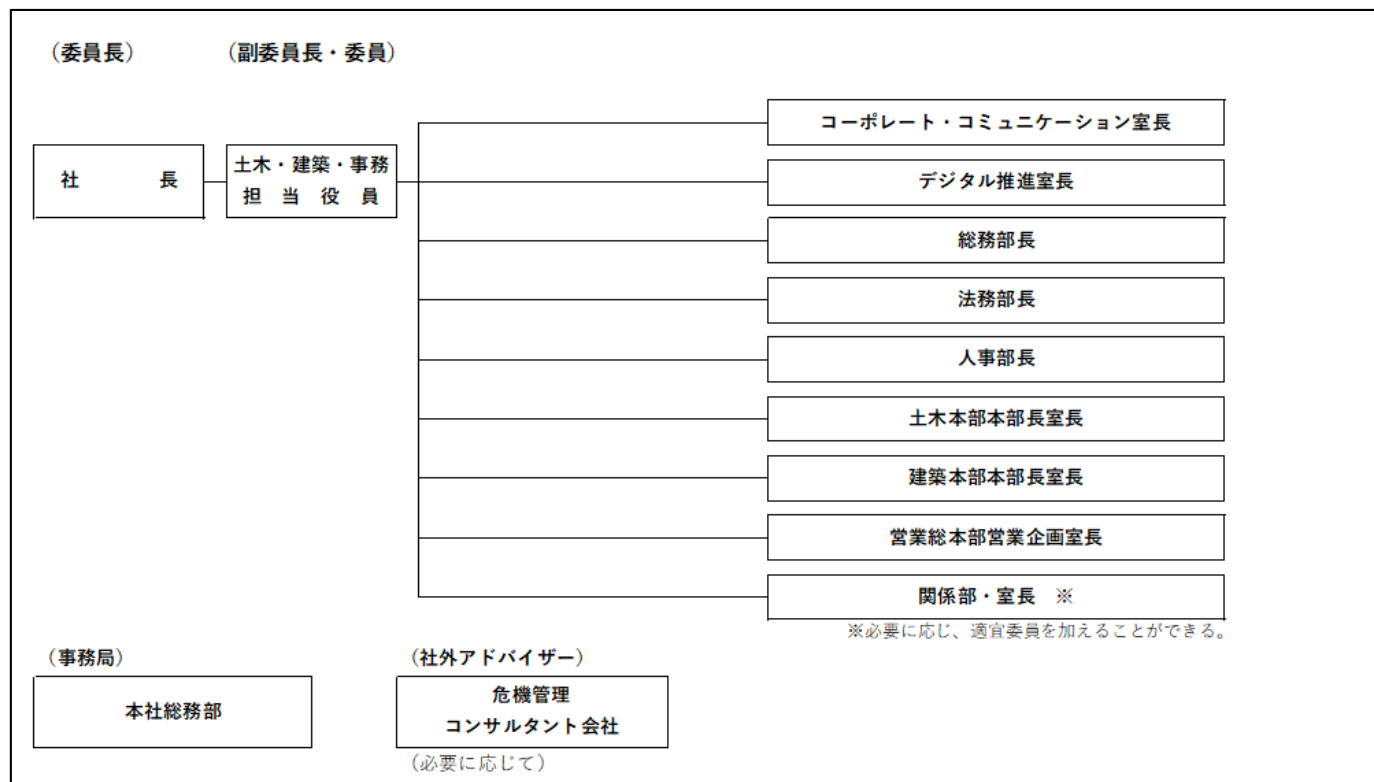 （委員長）
（副委員長・委員）
コーポレート・コミュニケーション室長
社　　　　長
土木・建築・事務
担　当　役　員
デジタル推進室長
総務部長
法務部長
人事部長
土木本部本部長室長
建築本部本部長室長
営業総本部営業企画室長
関係部・室長　※
※必要に応じ、適宜委員を加えることができる。
（事務局）
（社外アドバイザー）
本社総務部
危機管理
コンサルタント会社
（必要に応じて）